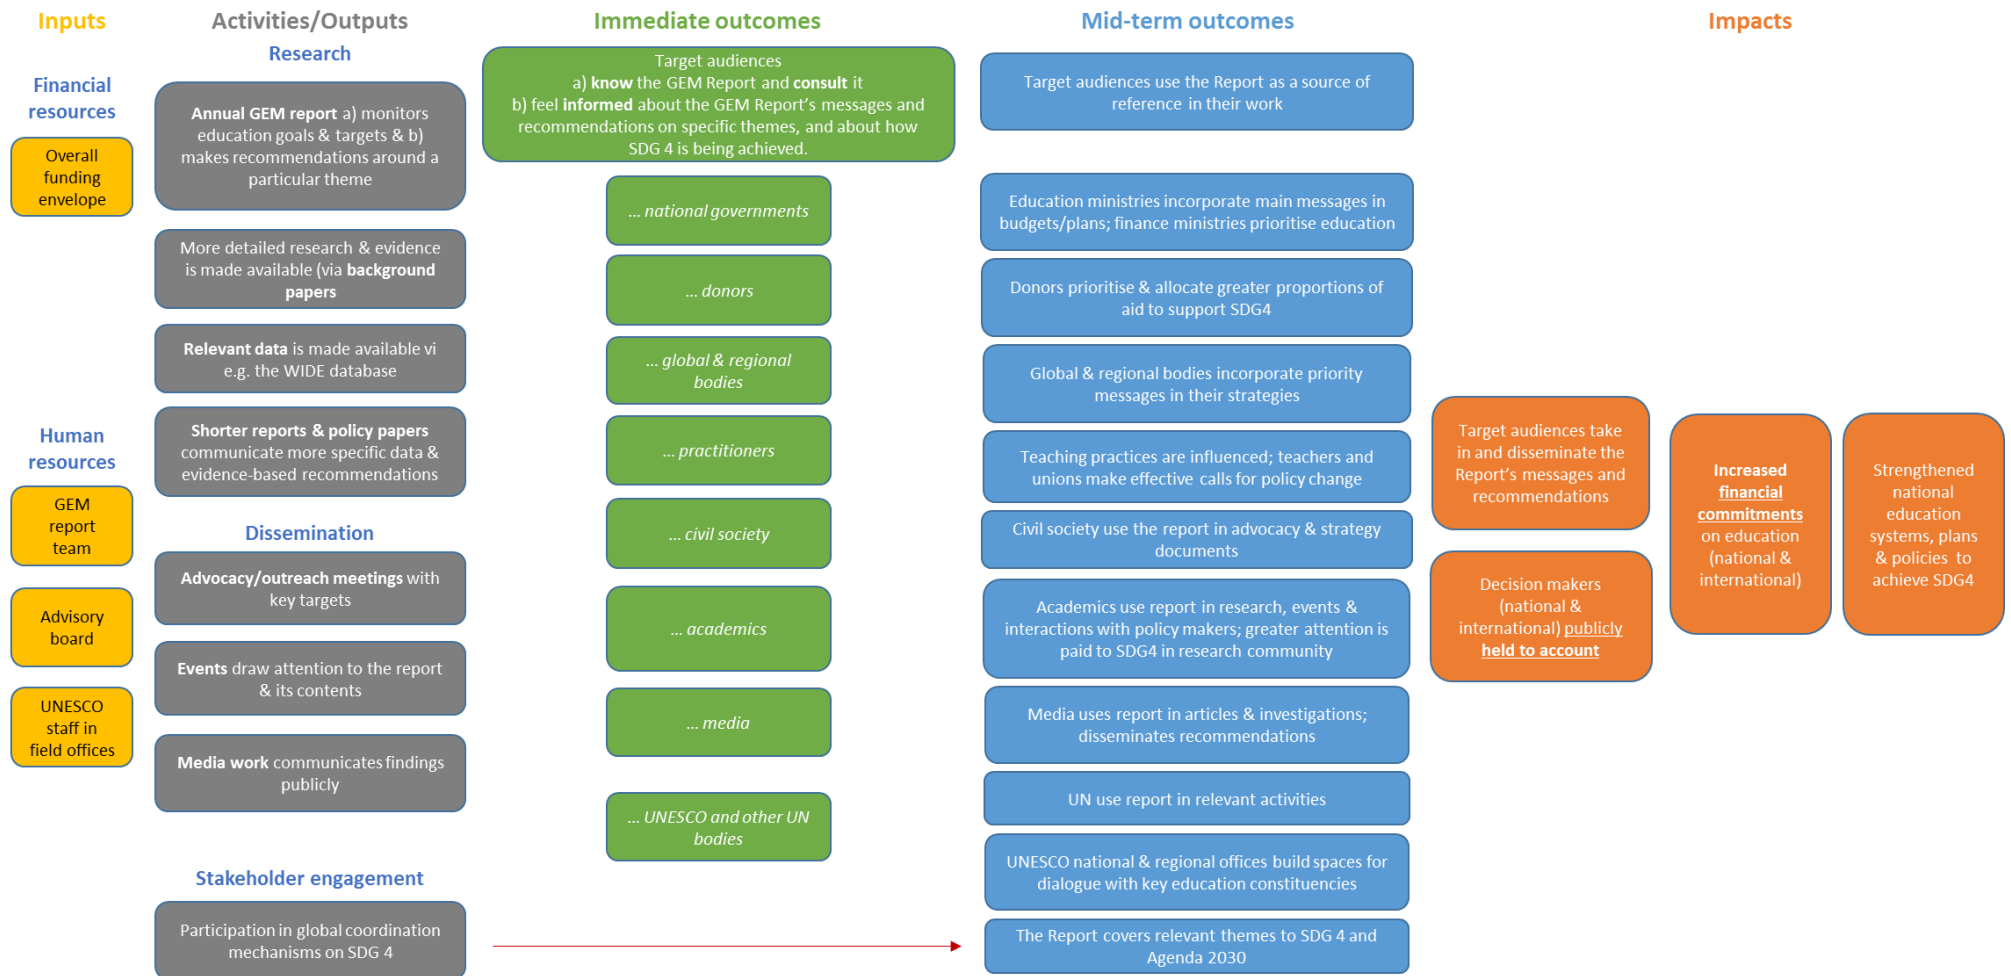 Inputs
Financial
resources
Overall
funding
envelope
Human
resources
GEM
report
team
Advisory
board
UNESCO
staff in
field offices
Activities/Outputs
Research
Annual GEM report a) monitors
education goals & targets & b)
makes recommendations around a
particular theme
More detailed research & evidence
is made available (via background
papers
Relevant data is made available vi
e.g. the WIDE database
Shorter reports & policy papers
communicate more specific data &
evidence-based recommendations
Dissemination
Advocacy/outreach meetings with
key targets
Events draw attention to the report
& its contents
Media work communicates findings
publicly
Stakeholder engagement
Participation in global coordination
mechanisms on SDG 4
Immediate outcomes
Target audiences
a) know the GEM Report and consult it
b) feel informed about the GEM Report's messages and
recommendations on specific themes, and about how
SDG 4 is being achieved.
... national governments
... donors
... global & regional
bodies
... practitioners
... civil society
... academics
... media
... UNESCO and other UN
bodies
Mid-term outcomes
Target audiences use the Report as a source of
reference in their work
Education ministries incorporate main messages in
budgets/plans; finance ministries prioritise education
Donors prioritise & allocate greater proportions of
aid to support SDG4
Global & regional bodies incorporate priority
messages in their strategies
Teaching practices are influenced; teachers and
unions make effective calls for policy change
Civil society use the report in advocacy & strategy
documents
Academics use report in research, events &
interactions with policy makers; greater attention is
paid to SDG4 in research community
Media uses report in articles & investigations;
disseminates recommendations
UN use report in relevant activities
UNESCO national & regional offices build spaces for
dialogue with key education constituencies
The Report covers relevant themes to SDG 4 and
Agenda 2030
Impacts
Target audiences take
in and disseminate the
Report's messages and
recommendations
Decision makers
(national &
international) publicly
held to account
Increased
financial
commitments
on education
(national &
international)
Strengthened
national
education
systems, plans
& policies to
achieve SDG4